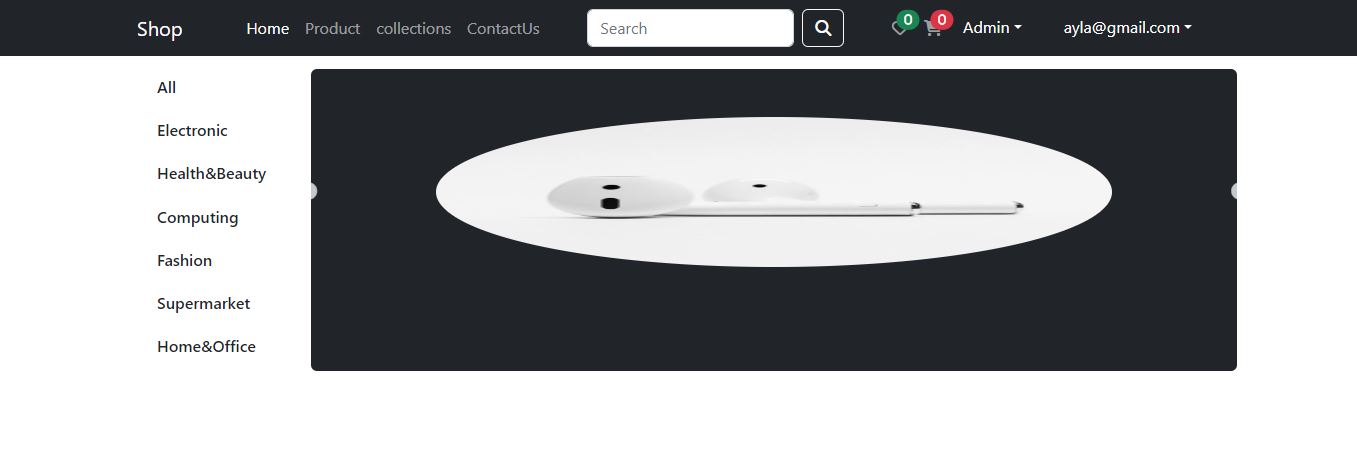 Shop Home Product collections ContactUs Search 0 0 Admin ayla@gmail.com
All
Electronic
Health&Beauty
Computing
Fashion
Supermarket
Home&Office